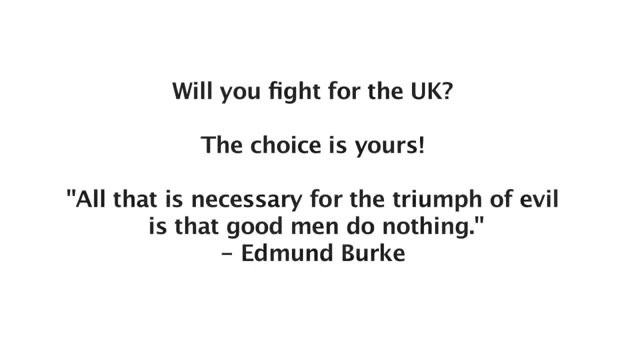 Will you fight for the UK?
The choice is yours!
"All that is necessary for the triumph of evil
is that good men do nothing."
– Edmund Burke